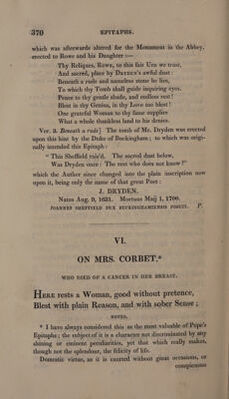 370 EPITAPHS.
which was afterwards altered for the Monument in the Abbey,
erected to Rowe and his Daughter :—
Thy Reliques, Rowe, to this fair Urn we trust,
And sacred, place by DRYDEN's awful dust:
Beneath a rude and nameless stone he lies,
To which thy Tomb shall guide inquiring eyes.
Peace to thy gentle shade, and endless rest!
Blest in thy Genius, in thy Love too blest!
One grateful Woman to thy fame supplies
What a whole thankless land to his denies.
Ver. 3. Beneath a rude] The tomb of Mr. Dryden was erected
upon this hint by the Duke of Buckingham; to which was origi-
nally intended this Epitaph:
“ This Sheffield rais'd. The sacred dust below,
Was Dryden once: The rest who does not know?”
which the Author since changed into the plain inscription now
upon it, being only the name of that great Poet:
J. DRYDEN.
Natus Aug. 9, 1631. Mortuus Maij 1, 1700.
JOANNES SHEFFIELD DUX BUCKINGHAMIENSIS POSUIT. P.
VI.
ON MRS. CORBET.*
WHO DIED OF A CANCER IN HER BREAST.
HERE rests a Woman, good without pretence,
Blest with plain Reason, and with sober Sense;
NOTES.
* I have always considered this as the most valuable of Pope's
Epitaphs; the subject of it is a character not discriminated by any
shining or eminent peculiarities, yet that which really makes,
though not the splendour, the felicity of life.
Domestic virtue, as it is exerted without great occasions, or
conspicuous